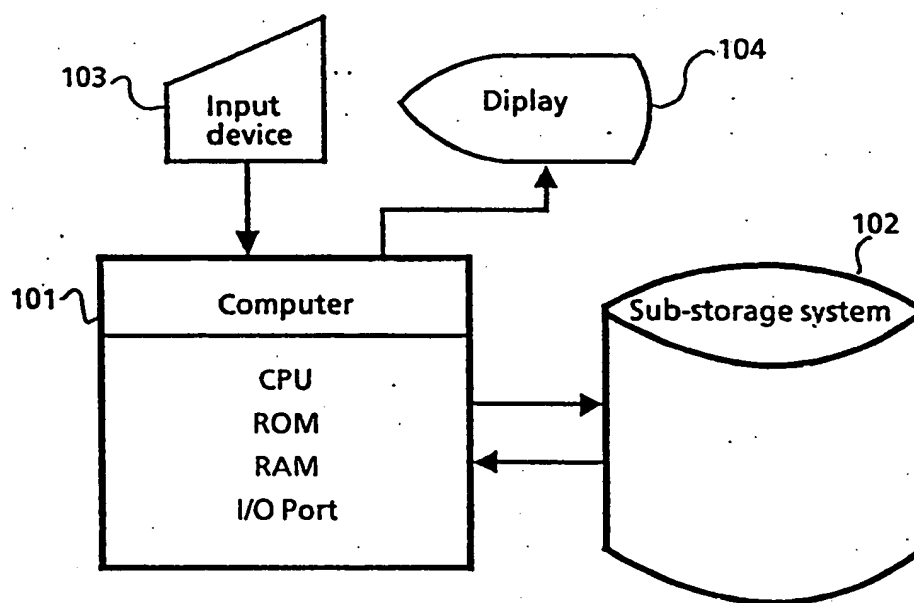 103
Input
device
Diplay
104
102
101
Computer
Sub-storage system
CPU
ROM
RAM
I/O Port